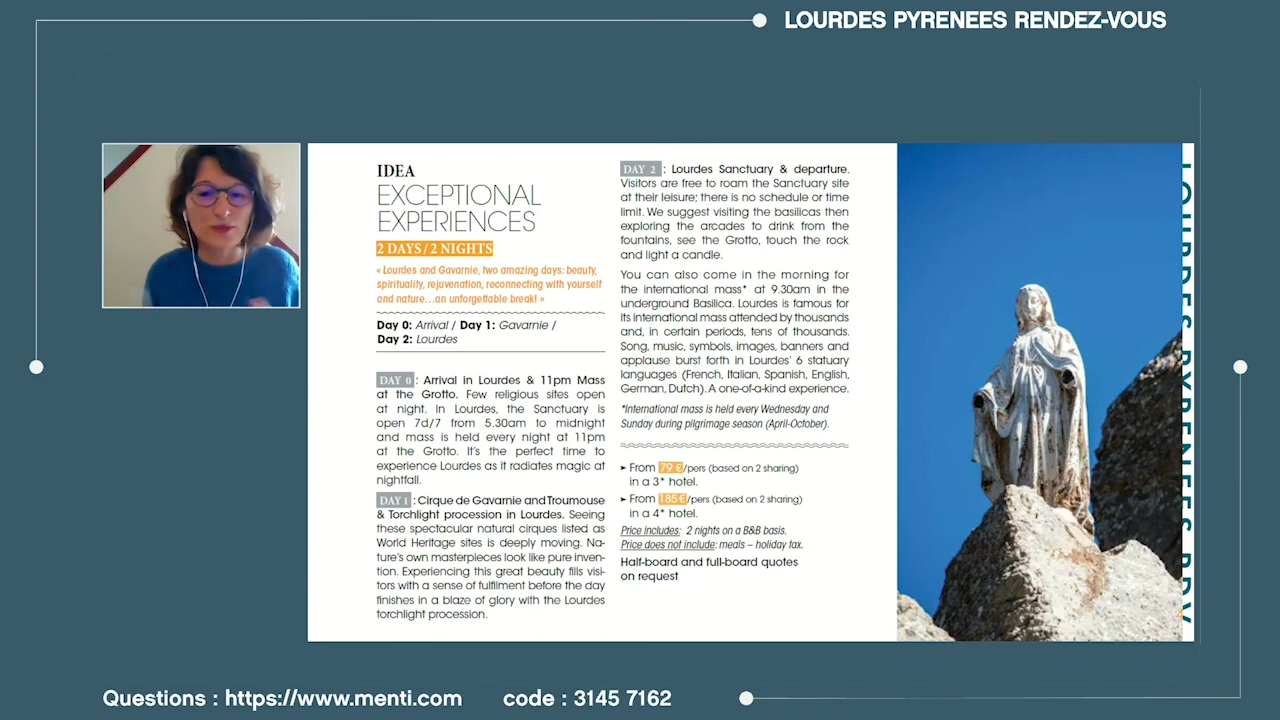 LOURDES PYRENEES RENDEZ-VOUS
IDEA
EXCEPTIONAL
EXPERIENCES
2 DAYS / 2 NIGHTS
« Lourdes and Gavarnie, two amazing days: beauty,
spirituality, rejuvenation, reconnecting with yourself
and nature…an unforgettable break! »
Day 0: Arrival / Day 1: Gavarnie /
Day 2: Lourdes
DAY 0 : Arrival in Lourdes & 11pm Mass
at the Grotto. Few religious sites open
at night. In Lourdes, the Sanctuary is
open 7d/7 from 5.30am to midnight
and mass is held every night at 11pm
at the Grotto. It's the perfect time to
experience Lourdes as it radiates magic at
nightfall.
DAY 1 : Cirque de Gavarnie and Troumouse
& Torchlight procession in Lourdes. Seeing
these spectacular natural cirques listed as
World Heritage sites is deeply moving. Na-
ture's own masterpieces look like pure inven-
tion. Experiencing this great beauty fills visi-
tors with a sense of fulfilment before the day
finishes in a blaze of glory with the Lourdes
torchlight procession.
DAY 2 : Lourdes Sanctuary & departure.
Visitors are free to roam the Sanctuary site
at their leisure; there is no schedule or time
limit. We suggest visiting the basilicas then
exploring the arcades to drink from the
fountains, see the Grotto, touch the rock
and light a candle.
You can also come in the morning for
the international mass* at 9.30am in the
underground Basilica. Lourdes is famous for
its international mass attended by thousands
and, in certain periods, tens of thousands.
Song, music, symbols, images, banners and
applause burst forth in Lourdes' 6 statuary
languages (French, Italian, Spanish, English,
German, Dutch). A one-of-a-kind experience.
*International mass is held every Wednesday and
Sunday during pilgrimage season (April-October).
➤ From 79 €/pers (based on 2 sharing)
in a 3* hotel.
➤ From 185 €/pers (based on 2 sharing)
in a 4* hotel.
Price includes: 2 nights on a B&B basis.
Price does not include: meals – holiday tax.
Half-board and full-board quotes
on request
LOURDES PYRENEES RDV
Questions : https://www.menti.com code : 3145 7162